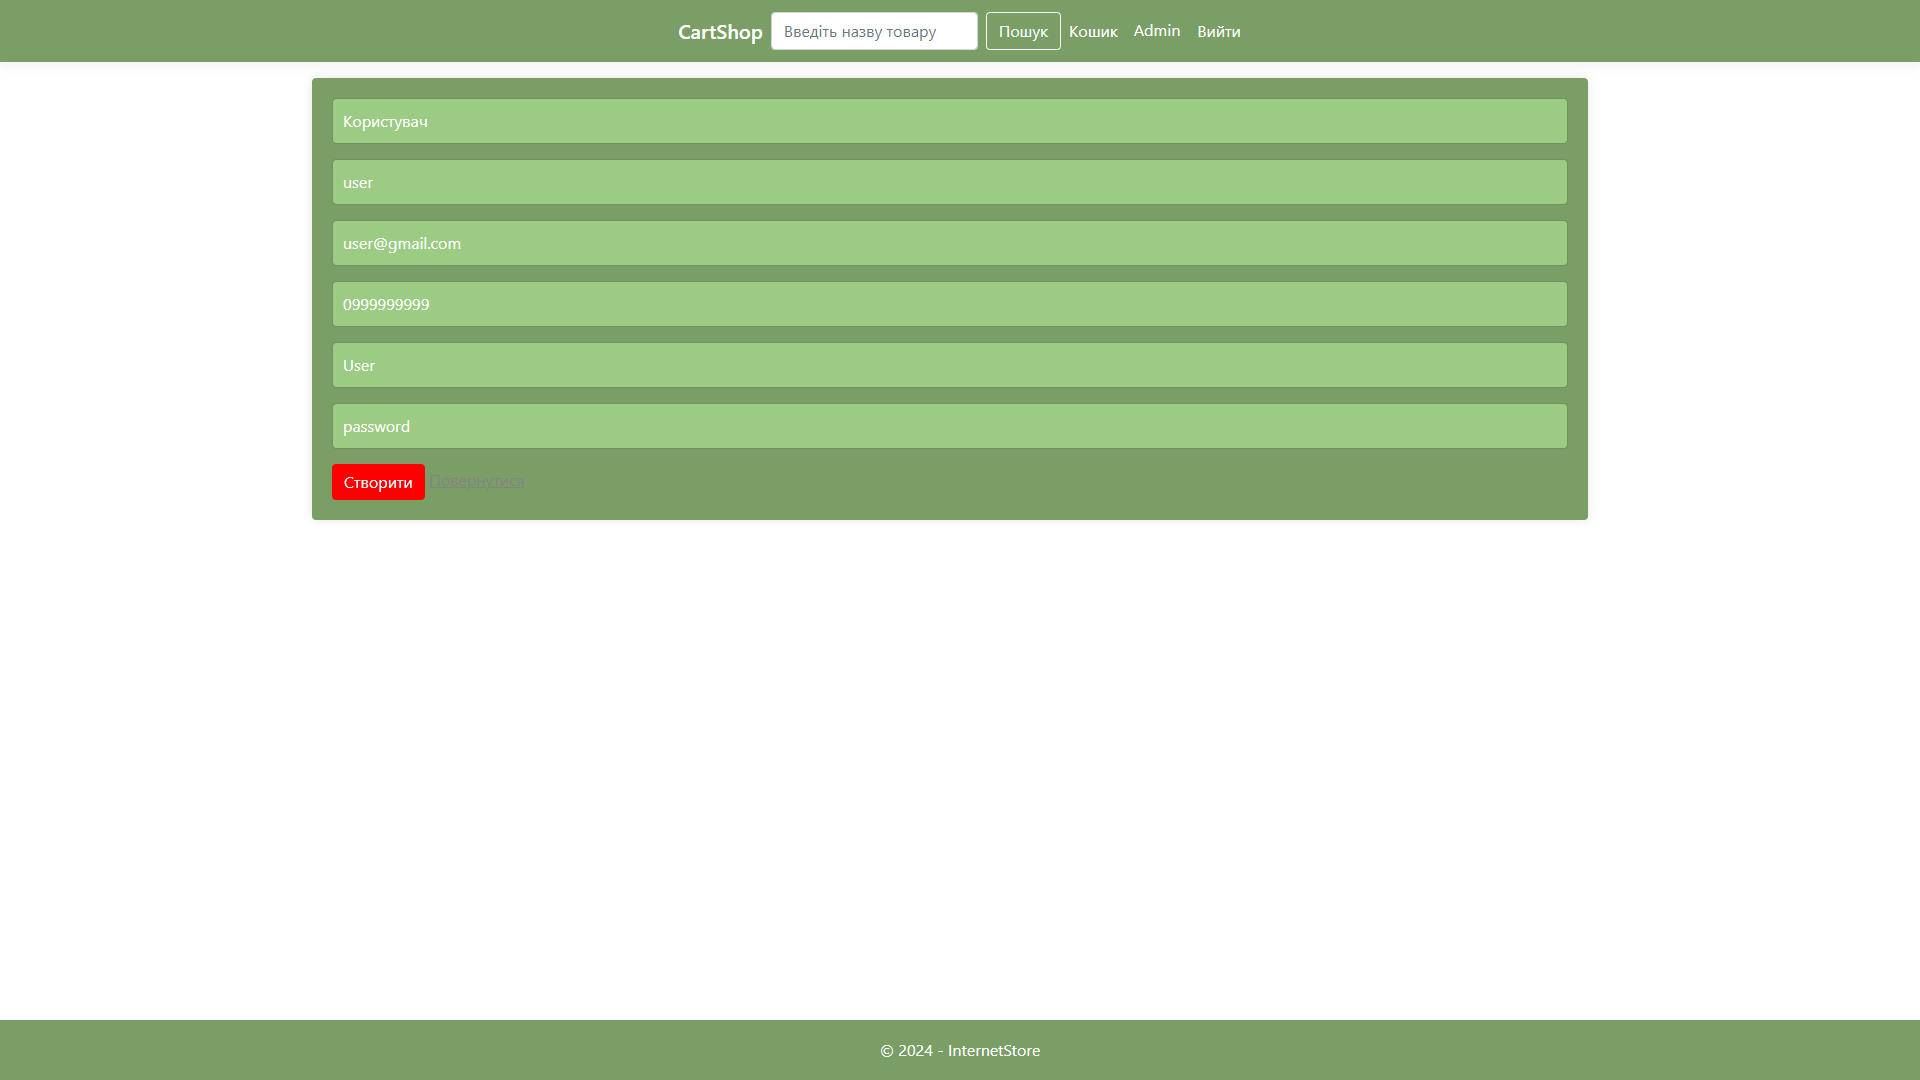 CartShop Введіть назву товару Пошук Кошик Admin Вийти
Користувач
user
user@gmail.com
0999999999
User
password
Створити Повернутися
© 2024 - InternetStore